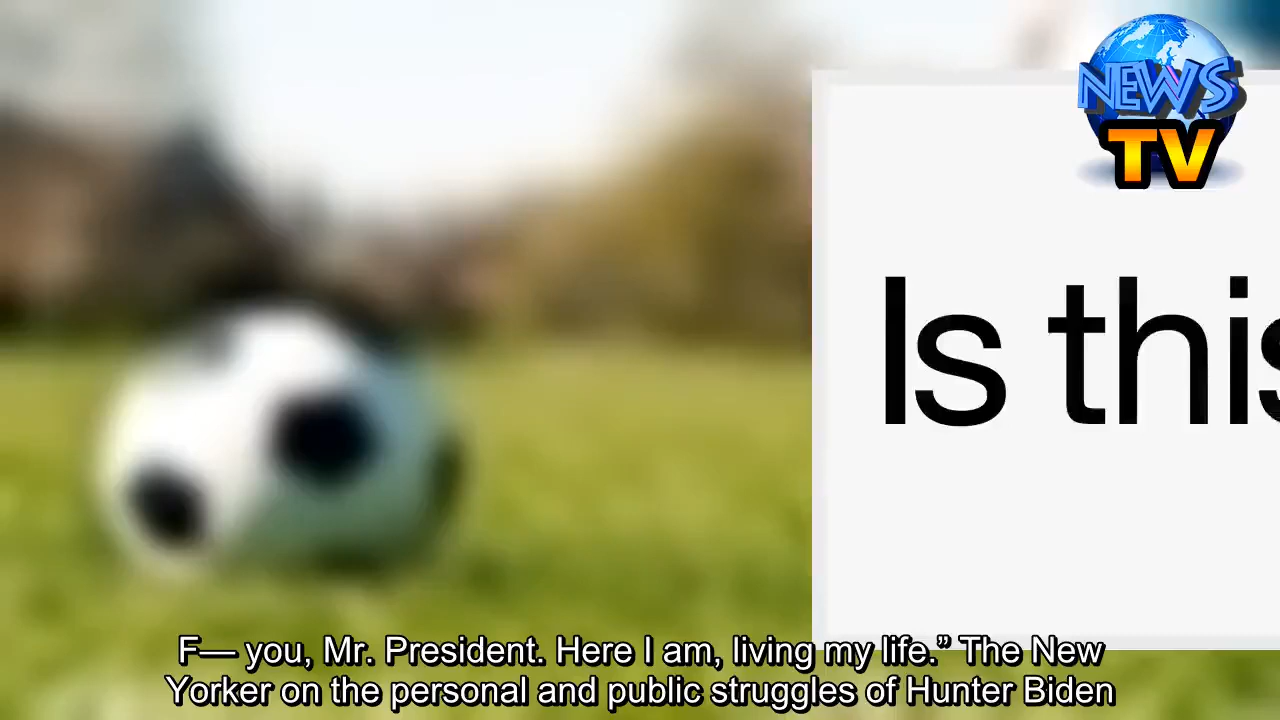 NEWS
TV
Is this
F— you, Mr. President. Here I am, living my life.” The New
Yorker on the personal and public struggles of Hunter Biden